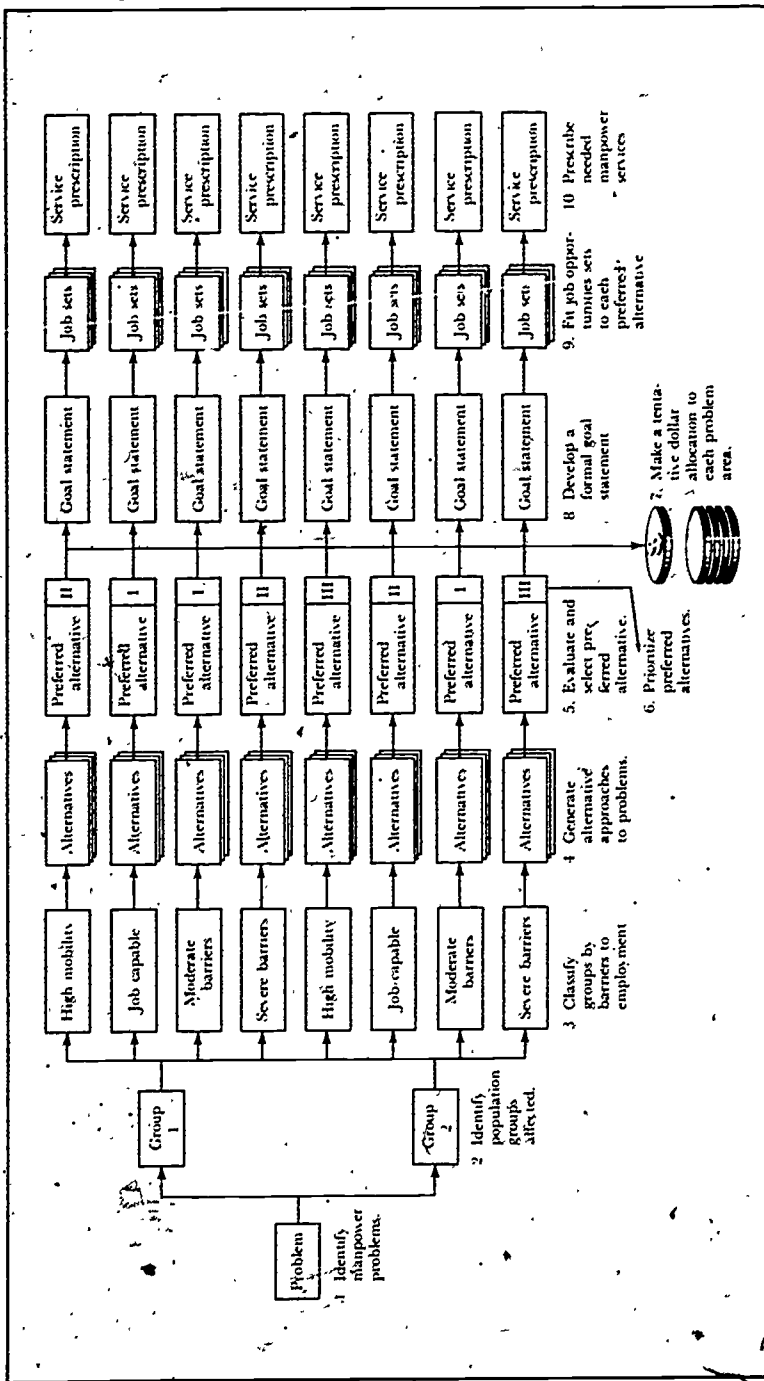 Problem
1 Identify
manpower
problems.
Group
1
Group
2
2 Identify
population
groups
affected.
High mobility
Job capable
Moderate
barriers
Severe barriers
High mobility
Job capable
Moderate
barriers
Severe barriers
3 Classify
groups by
barriers to
employment
Alternatives
Alternatives
Alternatives
Alternatives
Alternatives
Alternatives
Alternatives
Alternatives
4 Generate
alternative
approaches
to problems.
Preferred
alternative
II
Preferred
alternative
I
Preferred
alternative
I
Preferred
alternative
II
Preferred
alternative
III
Preferred
alternative
II
Preferred
alternative
I
Preferred
alternative
III
5. Evaluate and
select pre
ferred
alternative.
6. Prioritize
preferred
alternatives.
7. Make a tenta-
tive dollar
allocation to
each problem
area.
Goal statement
Goal statement
Goal statement
Goal statement
Goal statement
Goal statement
Goal statement
Goal statement
8 Develop a
formal goal
statement
Job sets
Job sets
Job sets
Job sets
Job sets
Job sets
Job sets
Job sets
9. Fit job oppor-
tunities sets
to each
preferred
alternative
Service
prescription
Service
prescription
Service
prescription
Service
prescription
Service
prescription
Service
prescription
Service
prescription
Service
prescription
10 Prescribe
needed
manpower
services